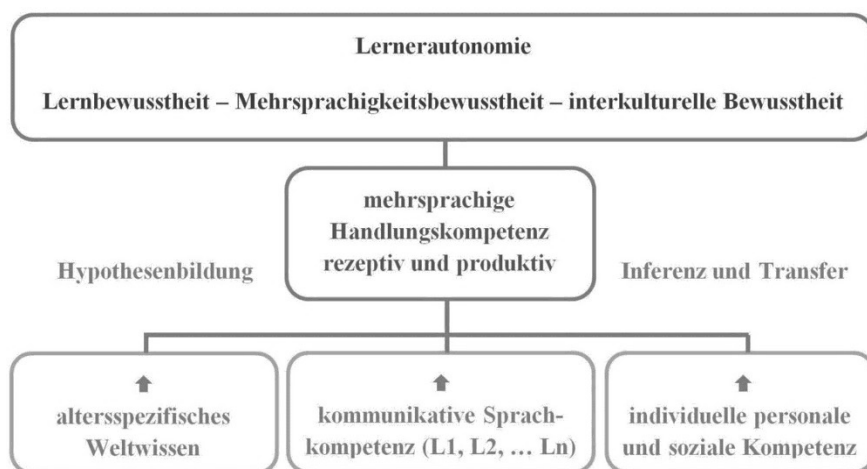 Lernerautonomie
Lernbewusstheit – Mehrsprachigkeitsbewusstheit – interkulturelle Bewusstheit
mehrsprachige
Handlungskompetenz
rezeptiv und produktiv
Hypothesenbildung
Inferenz und Transfer
altersspezifisches
Weltwissen
kommunikative Sprach-
kompetenz (L1, L2, … Ln)
individuelle personale
und soziale Kompetenz